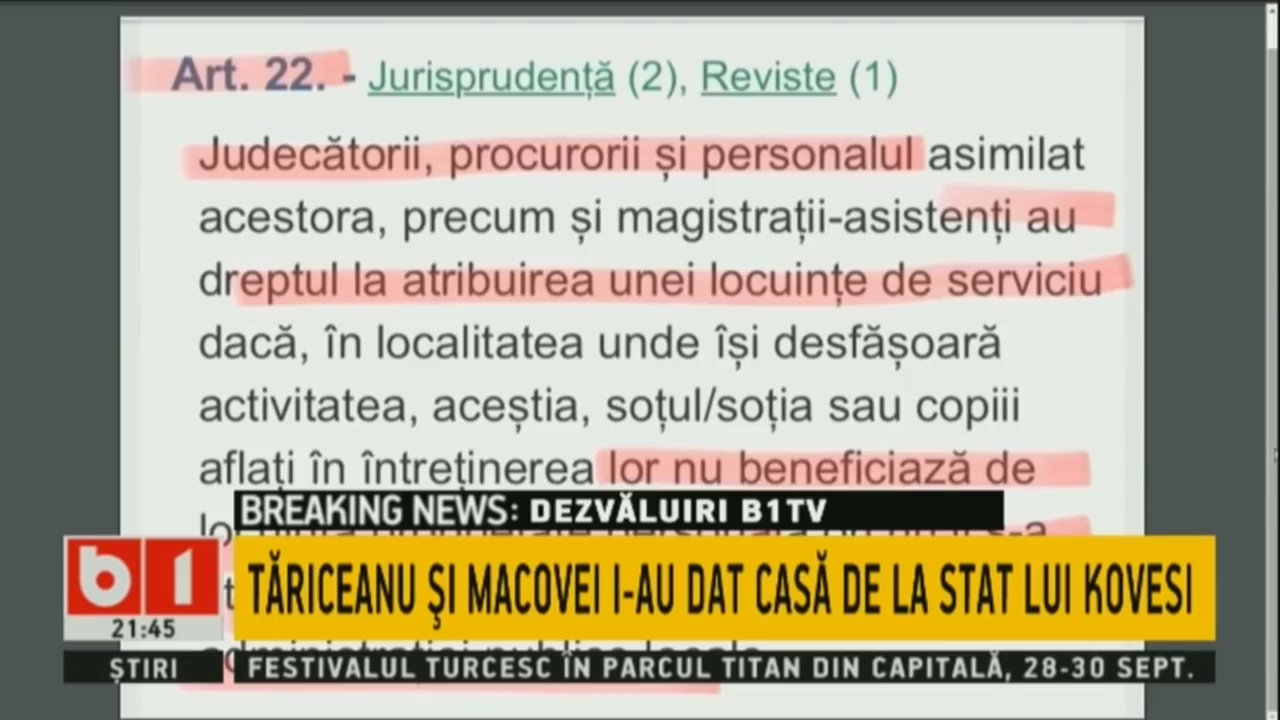 Art. 22. - Jurisprudență (2), Reviste (1)
Judecătorii, procurorii și personalul asimilat
acestora, precum și magistrații-asistenți au
dreptul la atribuirea unei locuințe de serviciu
dacă, în localitatea unde își desfășoară
activitatea, aceștia, soțul/soția sau copiii
aflați în întreținerea lor nu beneficiază de
BREAKING NEWS: DEZVĂLUIRI B1TV
b1
TĂRICEANU ŞI MACOVEI I-AU DAT CASĂ DE LA STAT LUI KOVESI
21:45
ȘTIRI
FESTIVALUL TURCESC ÎN PARCUL TITAN DIN CAPITALĂ, 28-30 SEPT.